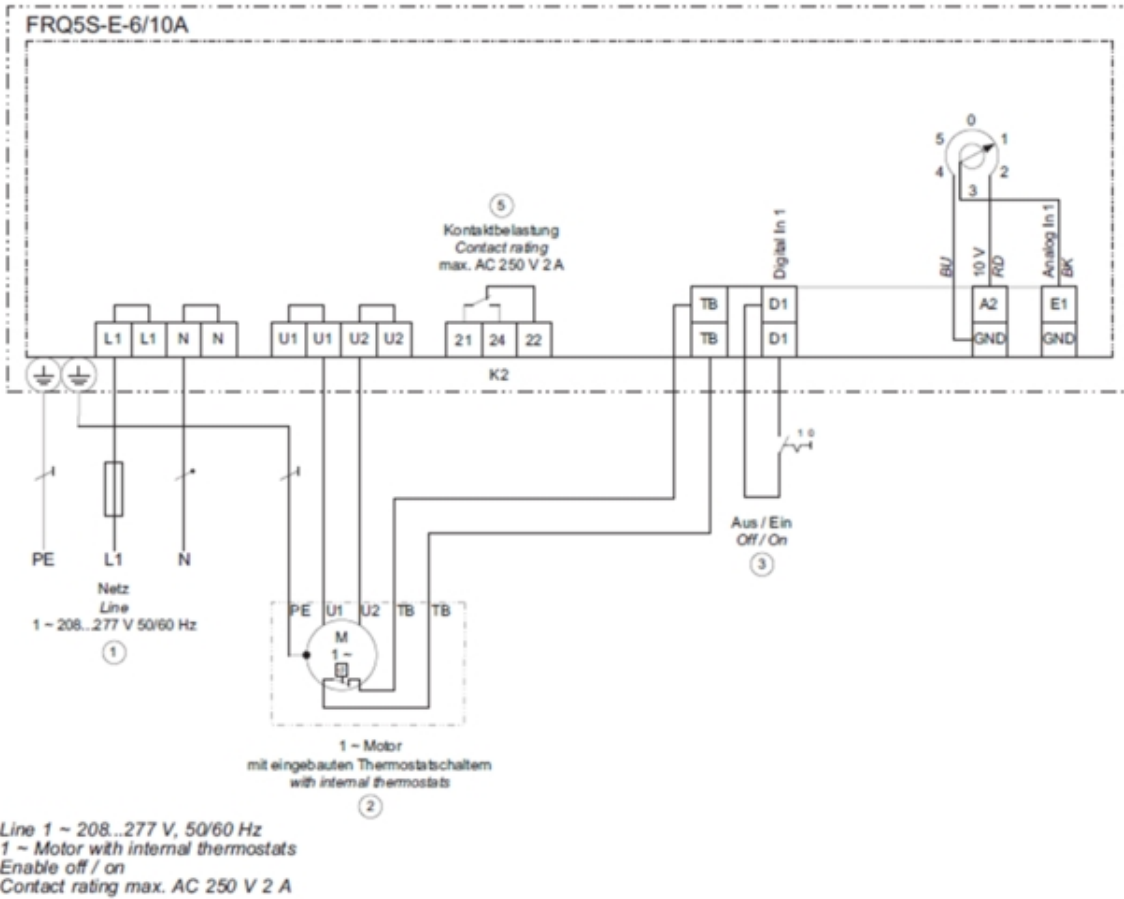 FRQ5S-E-6/10A
0
5 1
4 2
3
5
Kontaktbelastung
Contact rating
max. AC 250 V 2 A
Digital In 1
BU
10 V
RD
Analog In 1
BK
L1 L1 N N
U1 U1 U2 U2
21 24 22
TB D1
TB D1
A2 E1
GND GND
K2
1 0
Aus / Ein
Off / On
3
PE L1 N
Netz
Line
1 ~ 208...277 V 50/60 Hz
1
PE U1 U2 TB TB
M
1 ~
1 ~ Motor
mit eingebauten Thermostatschaltern
with internal thermostats
2
Line 1 ~ 208...277 V, 50/60 Hz
1 ~ Motor with internal thermostats
Enable off / on
Contact rating max. AC 250 V 2 A